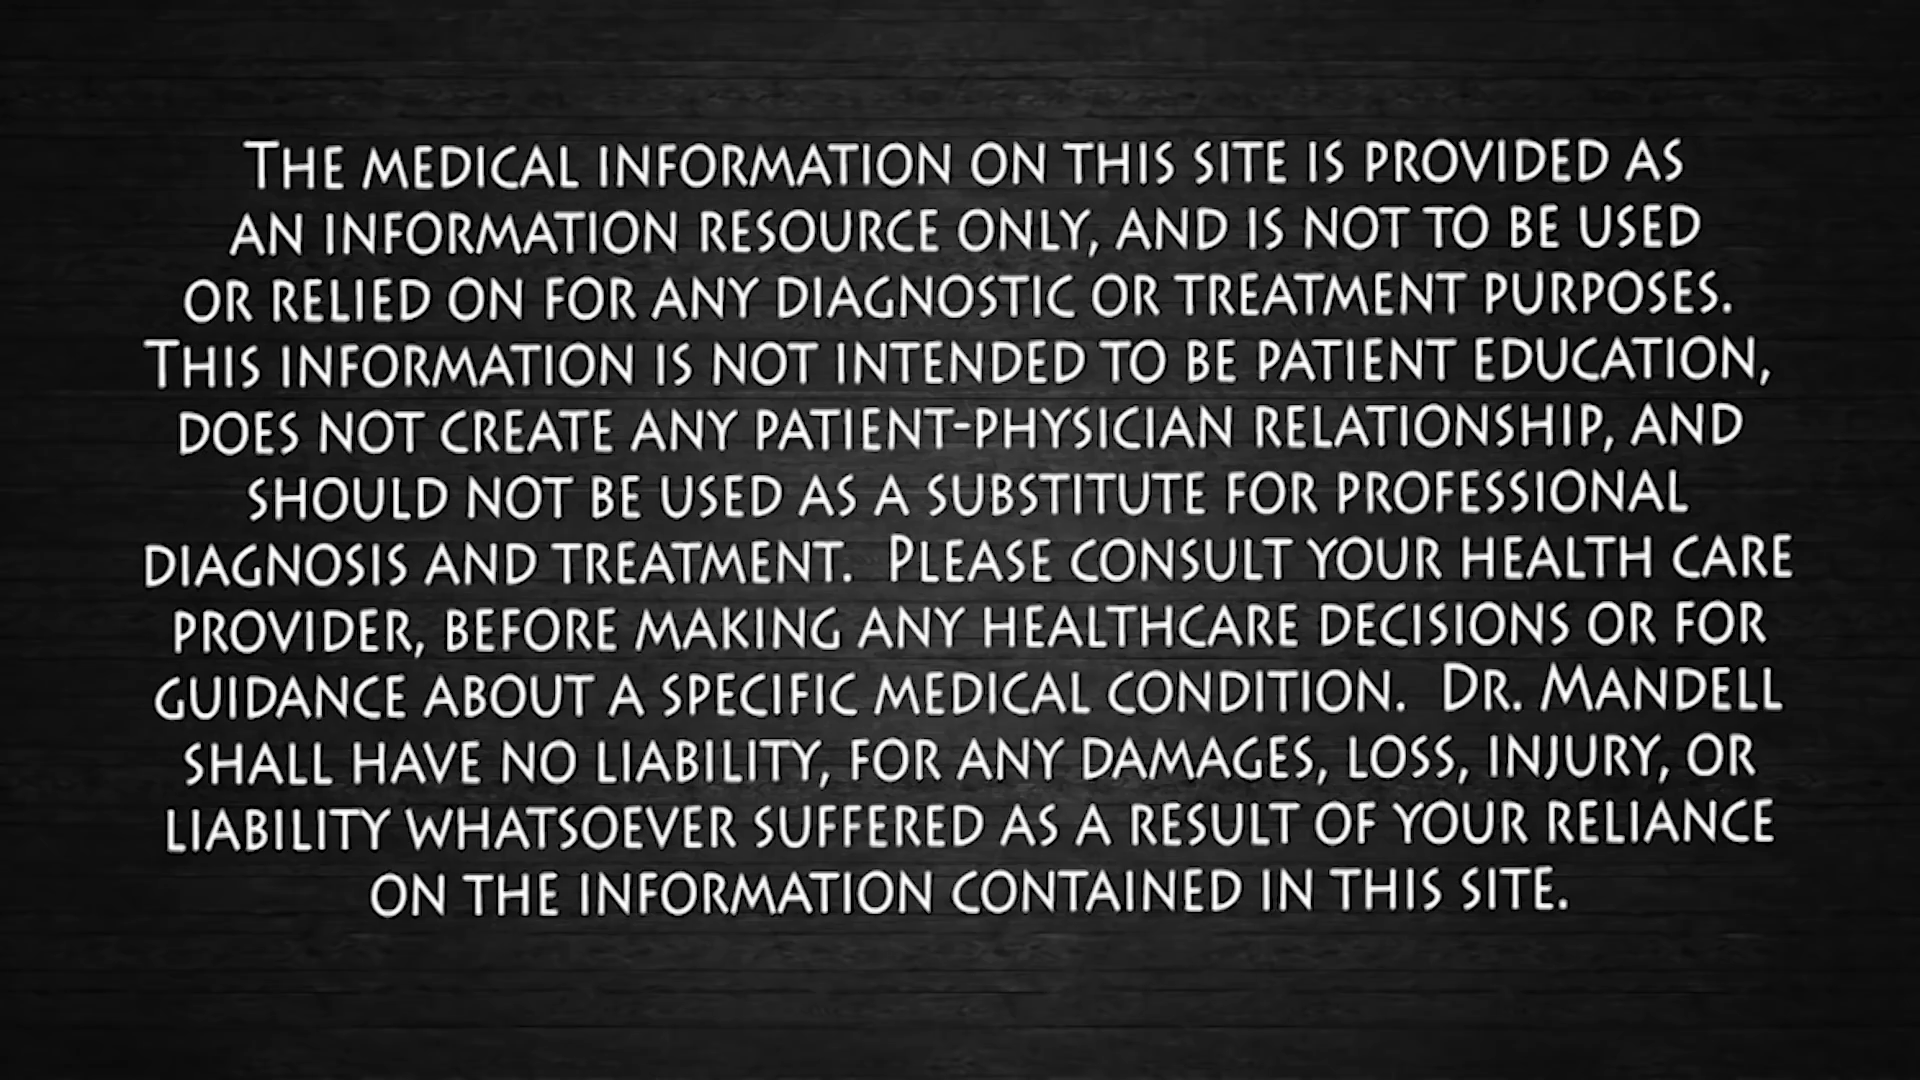 The medical information on this site is provided as
an information resource only, and is not to be used
or relied on for any diagnostic or treatment purposes.
This information is not intended to be patient education,
does not create any patient-physician relationship, and
should not be used as a substitute for professional
diagnosis and treatment.  Please consult your health care
provider, before making any healthcare decisions or for
guidance about a specific medical condition.  Dr. Mandell
shall have no liability, for any damages, loss, injury, or
liability whatsoever suffered as a result of your reliance
on the information contained in this site.